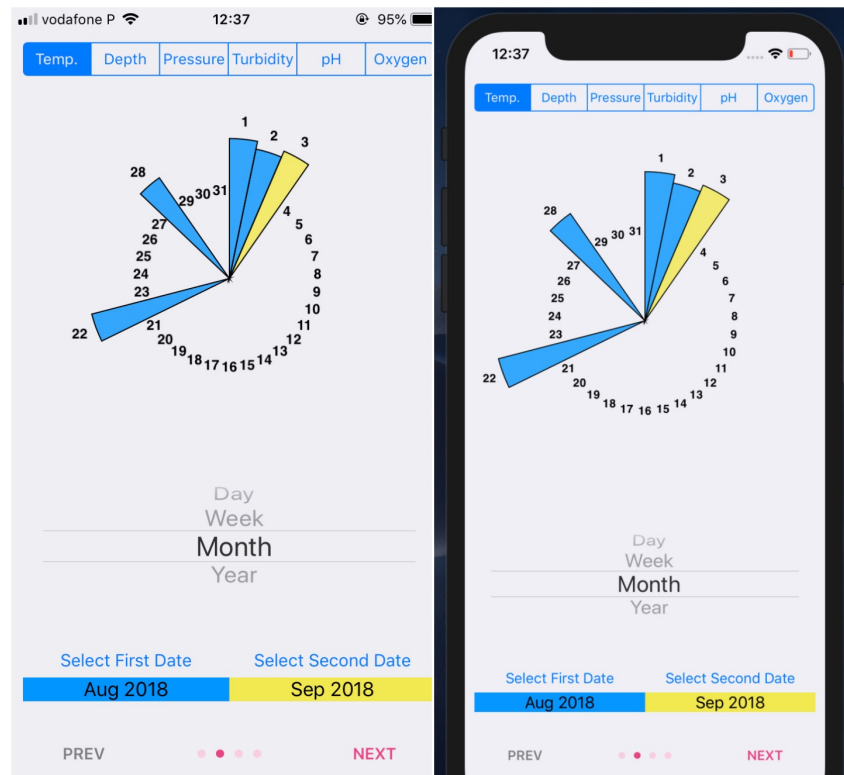 vodafone P 12:37 95%
Temp. Depth Pressure Turbidity pH Oxygen
1
2
3
28
31
30
29
4
27
5
26
6
25
7
24
8
23
9
10
22
21
11
20
12
19
13
18 17 16 15 14
Day
Week
Month
Year
Select First Date Select Second Date
Aug 2018 Sep 2018
PREV NEXT
12:37
Temp. Depth Pressure Turbidity pH Oxygen
1
2
3
28
31
30
29
4
27
5
26
6
25
7
24
8
23
9
10
22
21
11
20
12
19
13
18 17 16 15 14
Day
Week
Month
Year
Select First Date Select Second Date
Aug 2018 Sep 2018
PREV NEXT